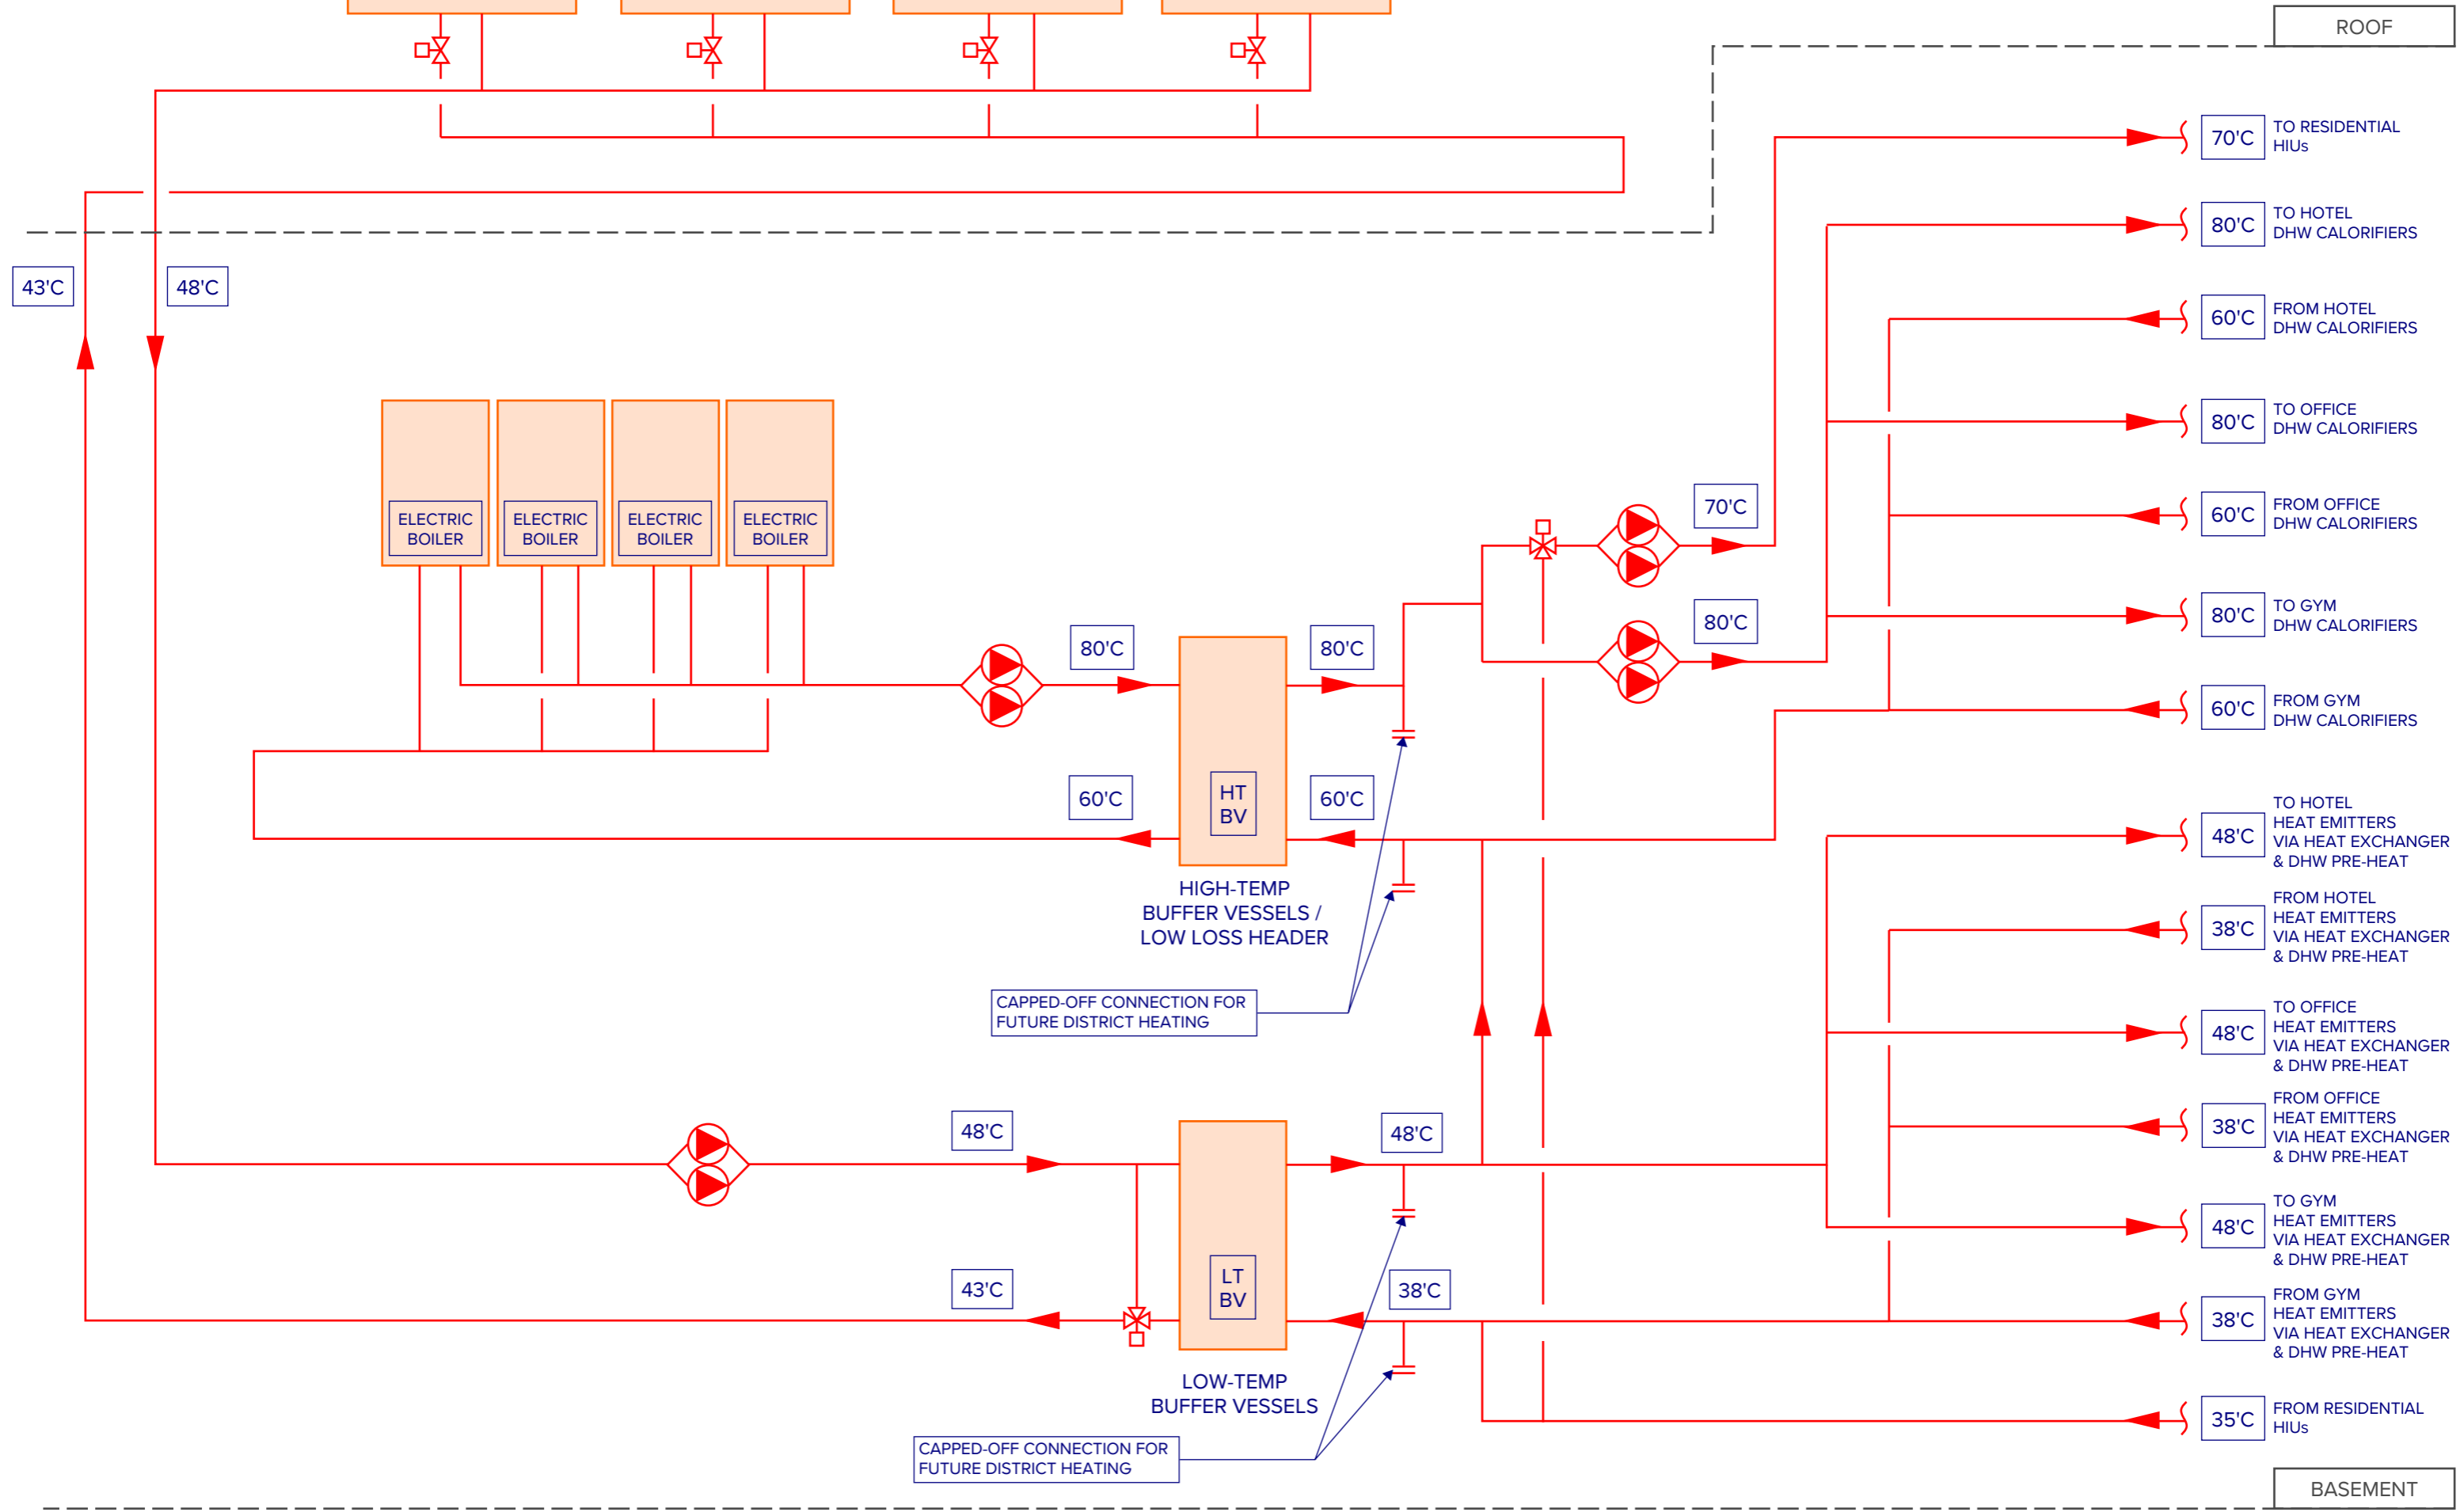 ROOF
70'C
TO RESIDENTIAL
HIUs
80'C
TO HOTEL
DHW CALORIFIERS
43'C
48'C
60'C
FROM HOTEL
DHW CALORIFIERS
80'C
TO OFFICE
DHW CALORIFIERS
ELECTRIC
BOILER
ELECTRIC
BOILER
ELECTRIC
BOILER
ELECTRIC
BOILER
70'C
60'C
FROM OFFICE
DHW CALORIFIERS
80'C
80'C
80'C
80'C
TO GYM
DHW CALORIFIERS
60'C
FROM GYM
DHW CALORIFIERS
60'C
HT
BV
60'C
48'C
TO HOTEL
HEAT EMITTERS
VIA HEAT EXCHANGER
& DHW PRE-HEAT
HIGH-TEMP
BUFFER VESSELS /
LOW LOSS HEADER
38'C
FROM HOTEL
HEAT EMITTERS
VIA HEAT EXCHANGER
& DHW PRE-HEAT
CAPPED-OFF CONNECTION FOR
FUTURE DISTRICT HEATING
48'C
TO OFFICE
HEAT EMITTERS
VIA HEAT EXCHANGER
& DHW PRE-HEAT
48'C
48'C
38'C
FROM OFFICE
HEAT EMITTERS
VIA HEAT EXCHANGER
& DHW PRE-HEAT
48'C
TO GYM
HEAT EMITTERS
VIA HEAT EXCHANGER
& DHW PRE-HEAT
43'C
LT
BV
38'C
38'C
FROM GYM
HEAT EMITTERS
VIA HEAT EXCHANGER
& DHW PRE-HEAT
LOW-TEMP
BUFFER VESSELS
35'C
FROM RESIDENTIAL
HIUs
CAPPED-OFF CONNECTION FOR
FUTURE DISTRICT HEATING
BASEMENT